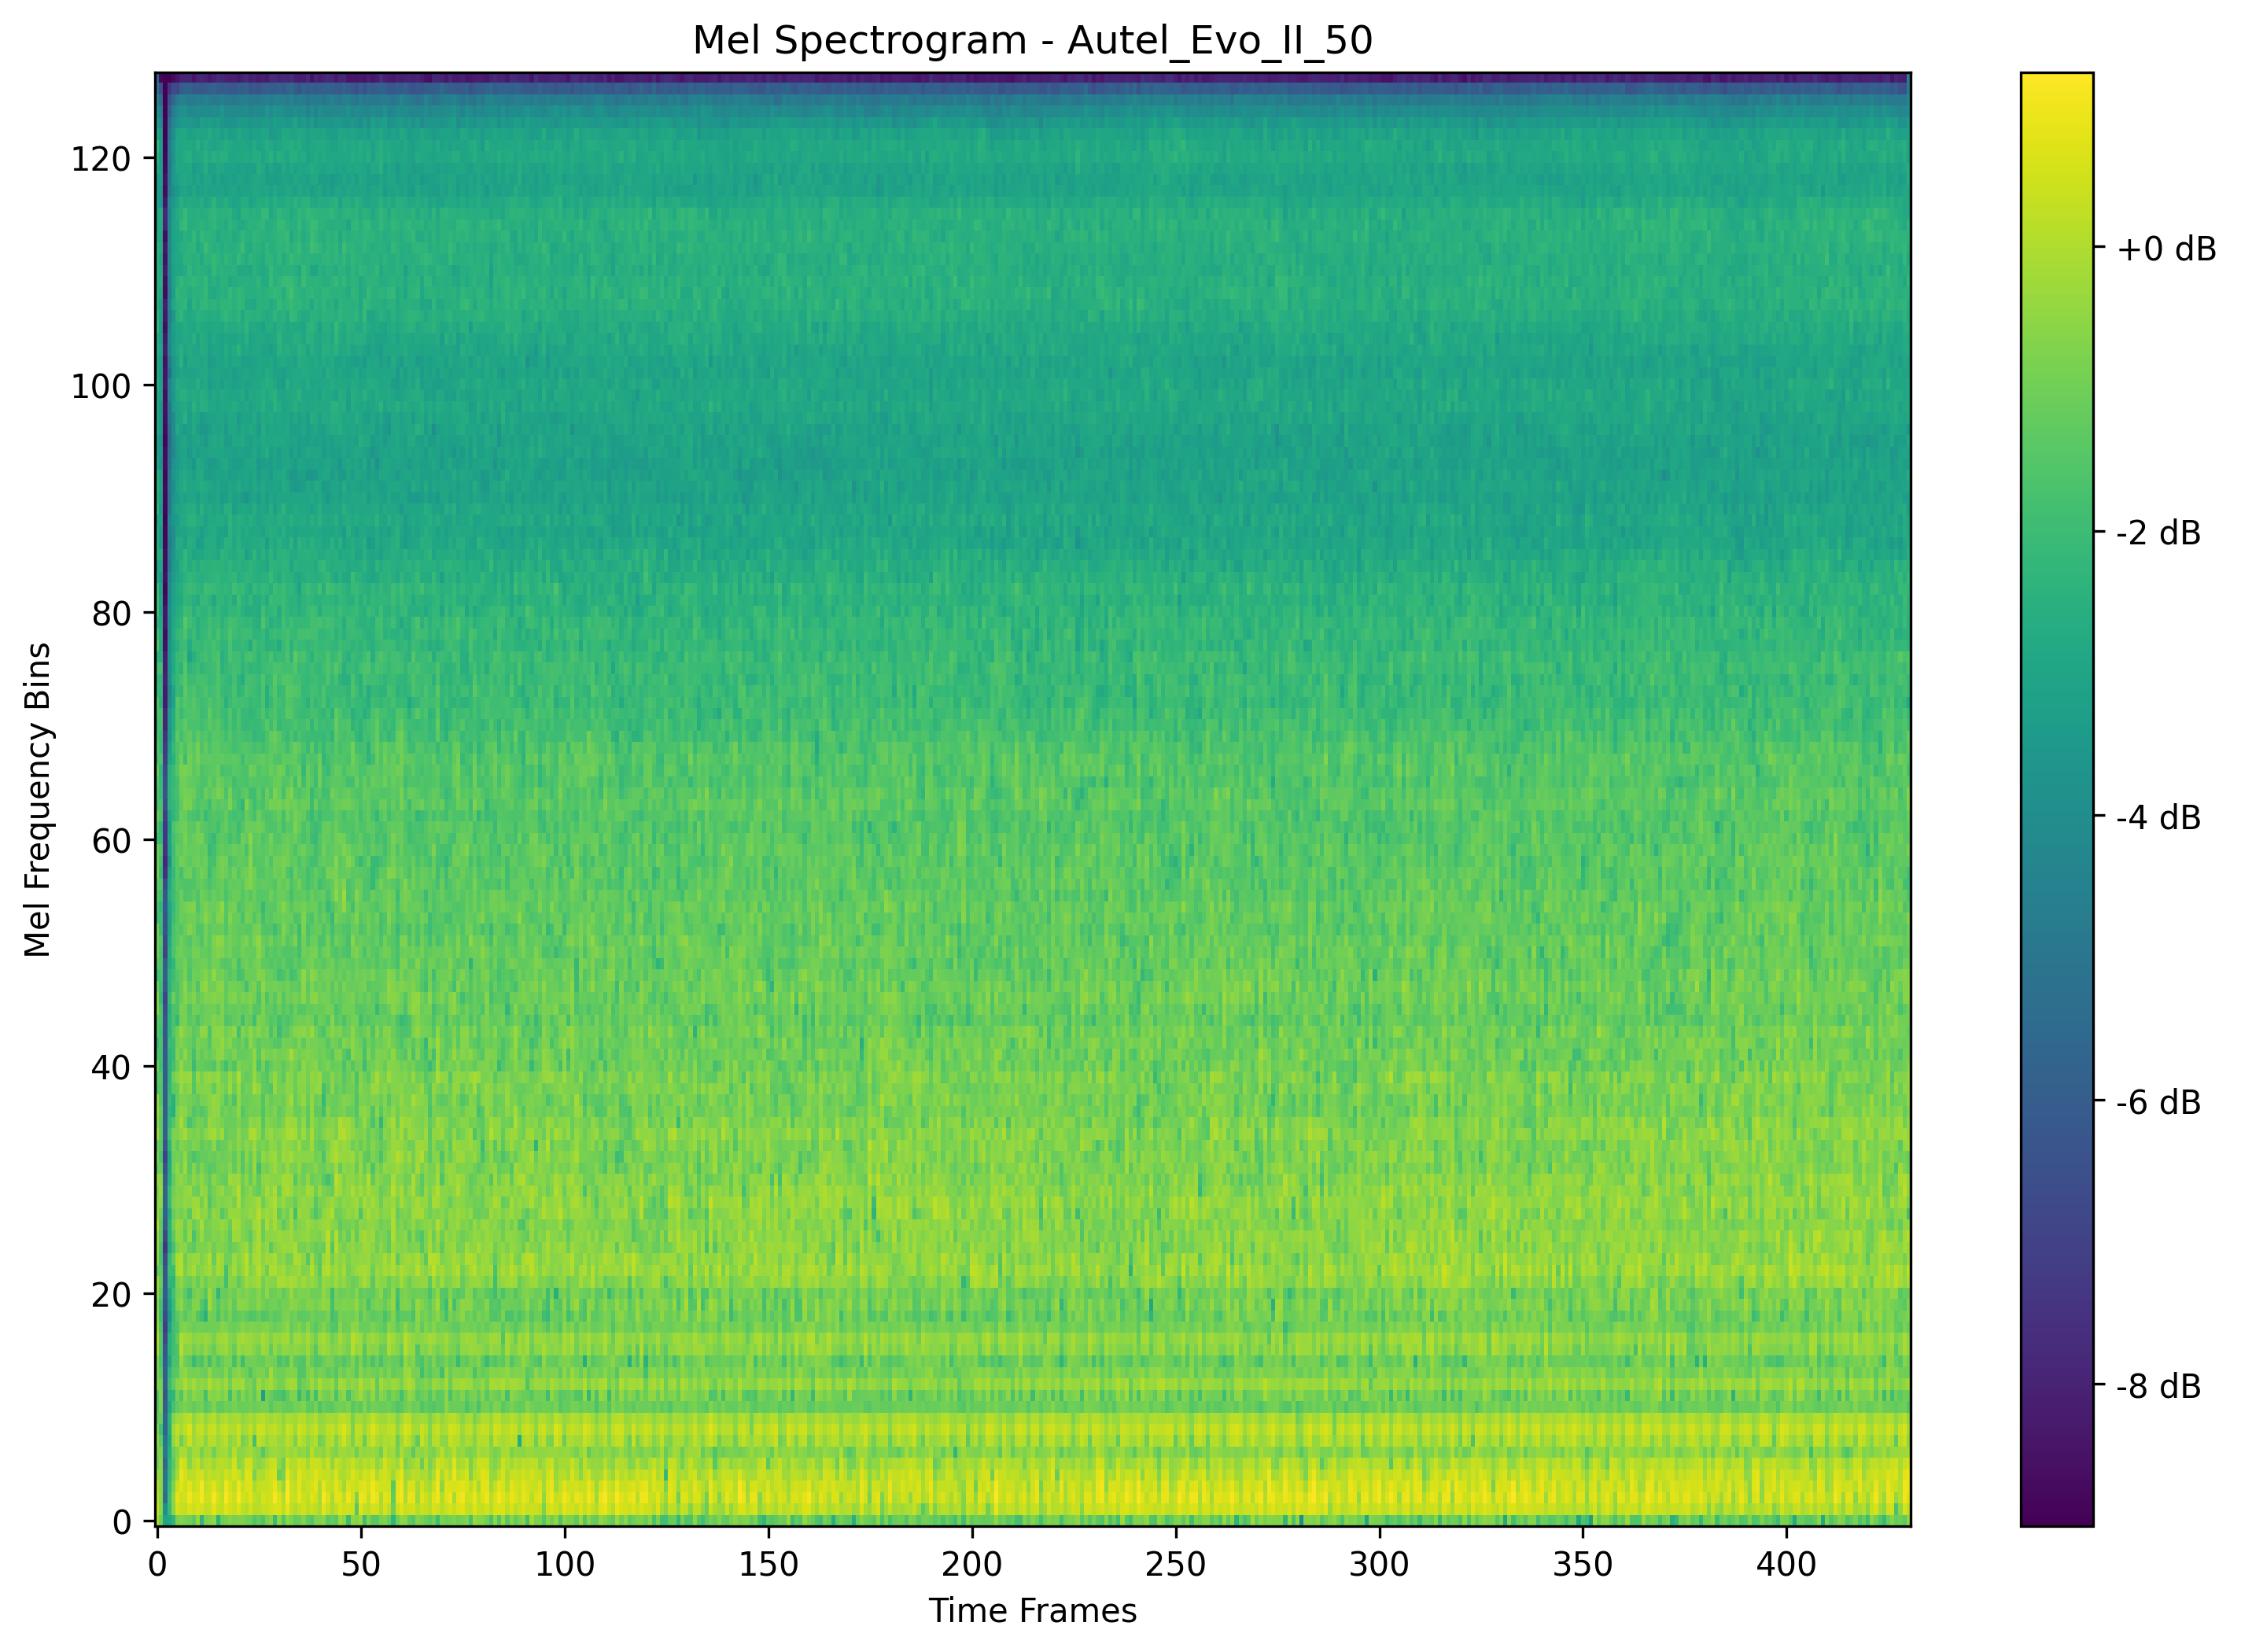 Mel Spectrogram - Autel_Evo_II_50
Mel Frequency Bins
120
100
80
60
40
20
0
0 50 100 150 200 250 300 350 400
Time Frames
+0 dB
-2 dB
-4 dB
-6 dB
-8 dB